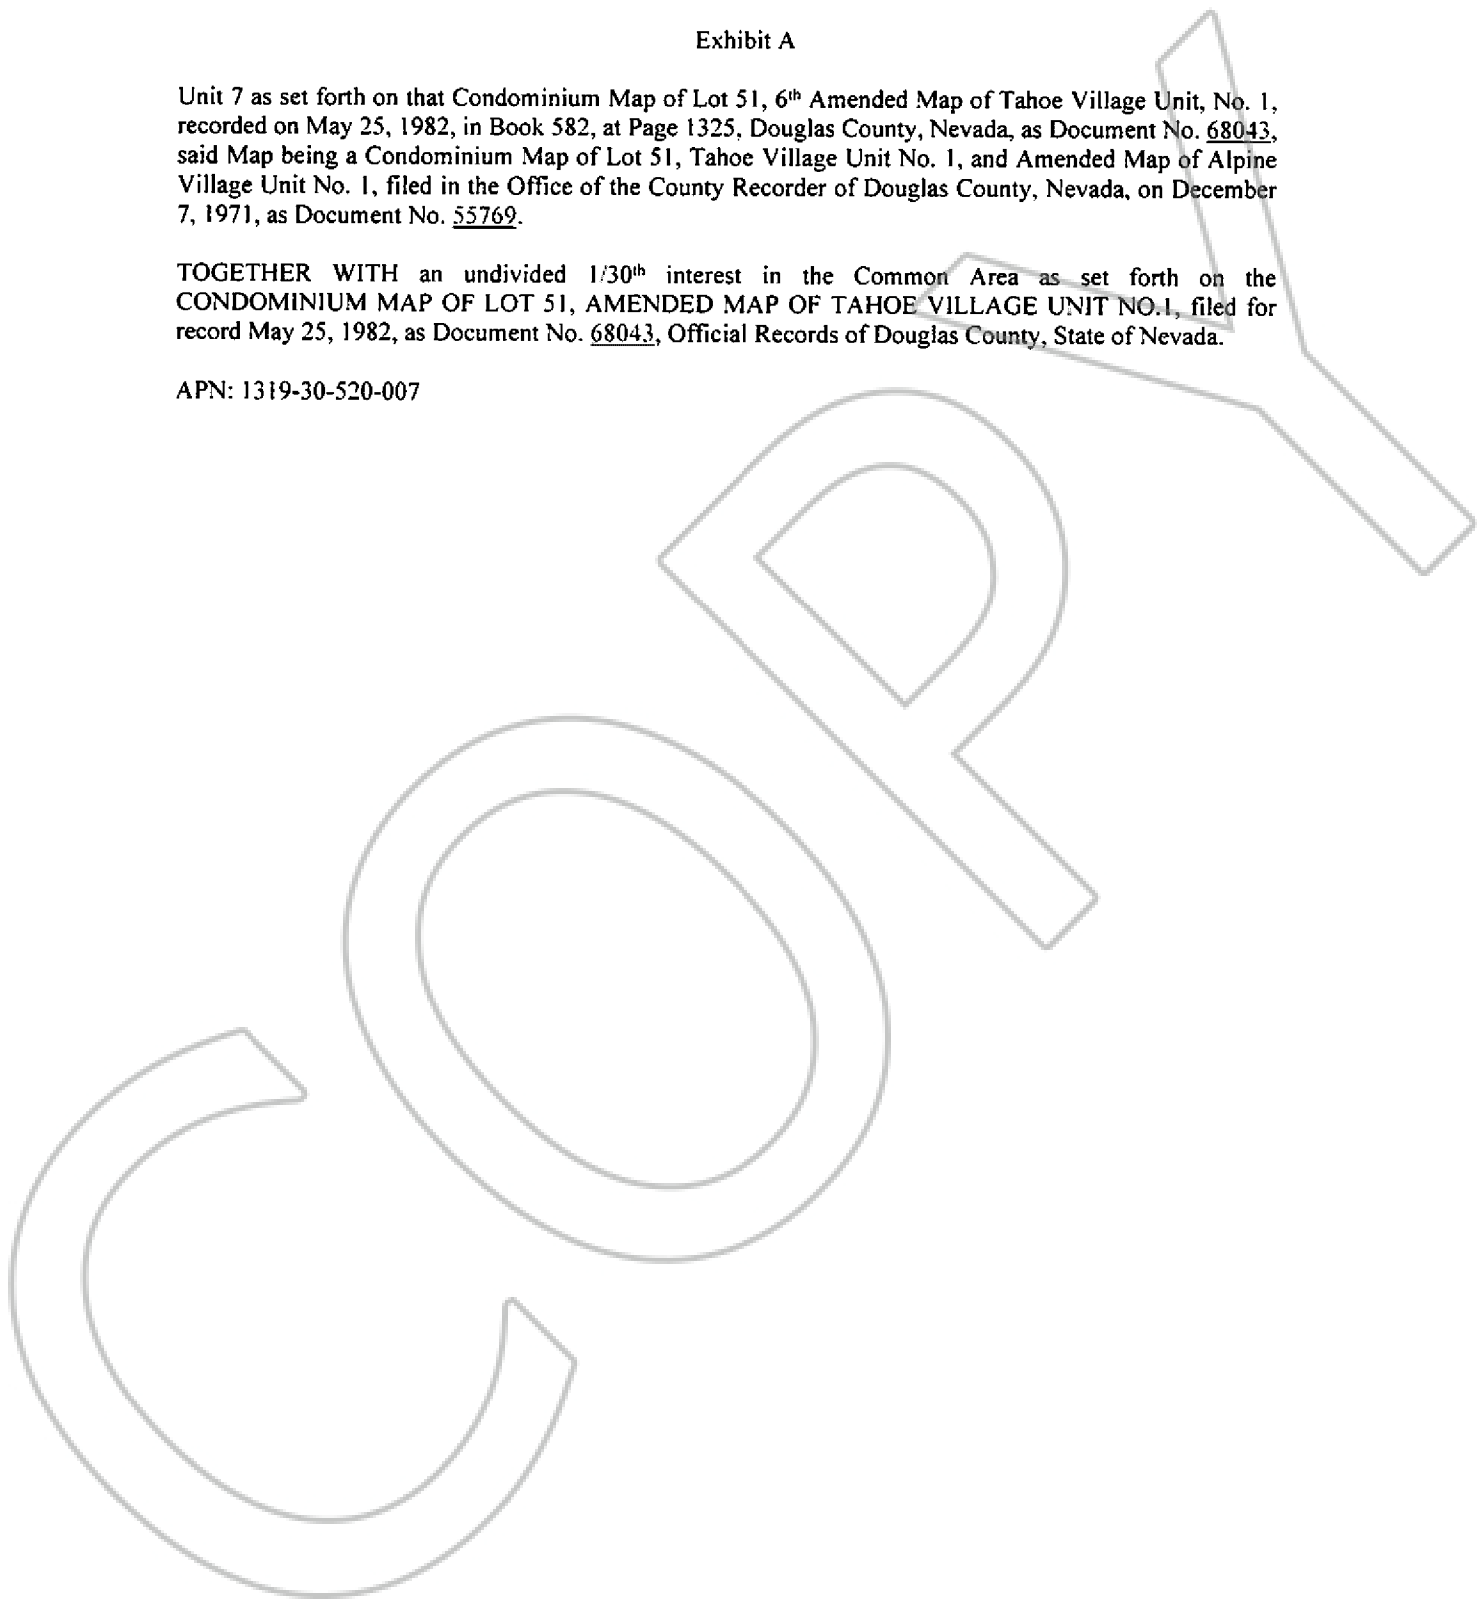 Exhibit A
Unit 7 as set forth on that Condominium Map of Lot 51, 6th Amended Map of Tahoe Village Unit, No. 1,
recorded on May 25, 1982, in Book 582, at Page 1325, Douglas County, Nevada, as Document No. 68043,
said Map being a Condominium Map of Lot 51, Tahoe Village Unit No. 1, and Amended Map of Alpine
Village Unit No. 1, filed in the Office of the County Recorder of Douglas County, Nevada, on December
7, 1971, as Document No. 55769.
TOGETHER WITH an undivided 1/30th interest in the Common Area as set forth on the
CONDOMINIUM MAP OF LOT 51, AMENDED MAP OF TAHOE VILLAGE UNIT NO.1, filed for
record May 25, 1982, as Document No. 68043, Official Records of Douglas County, State of Nevada.
APN: 1319-30-520-007
COPY